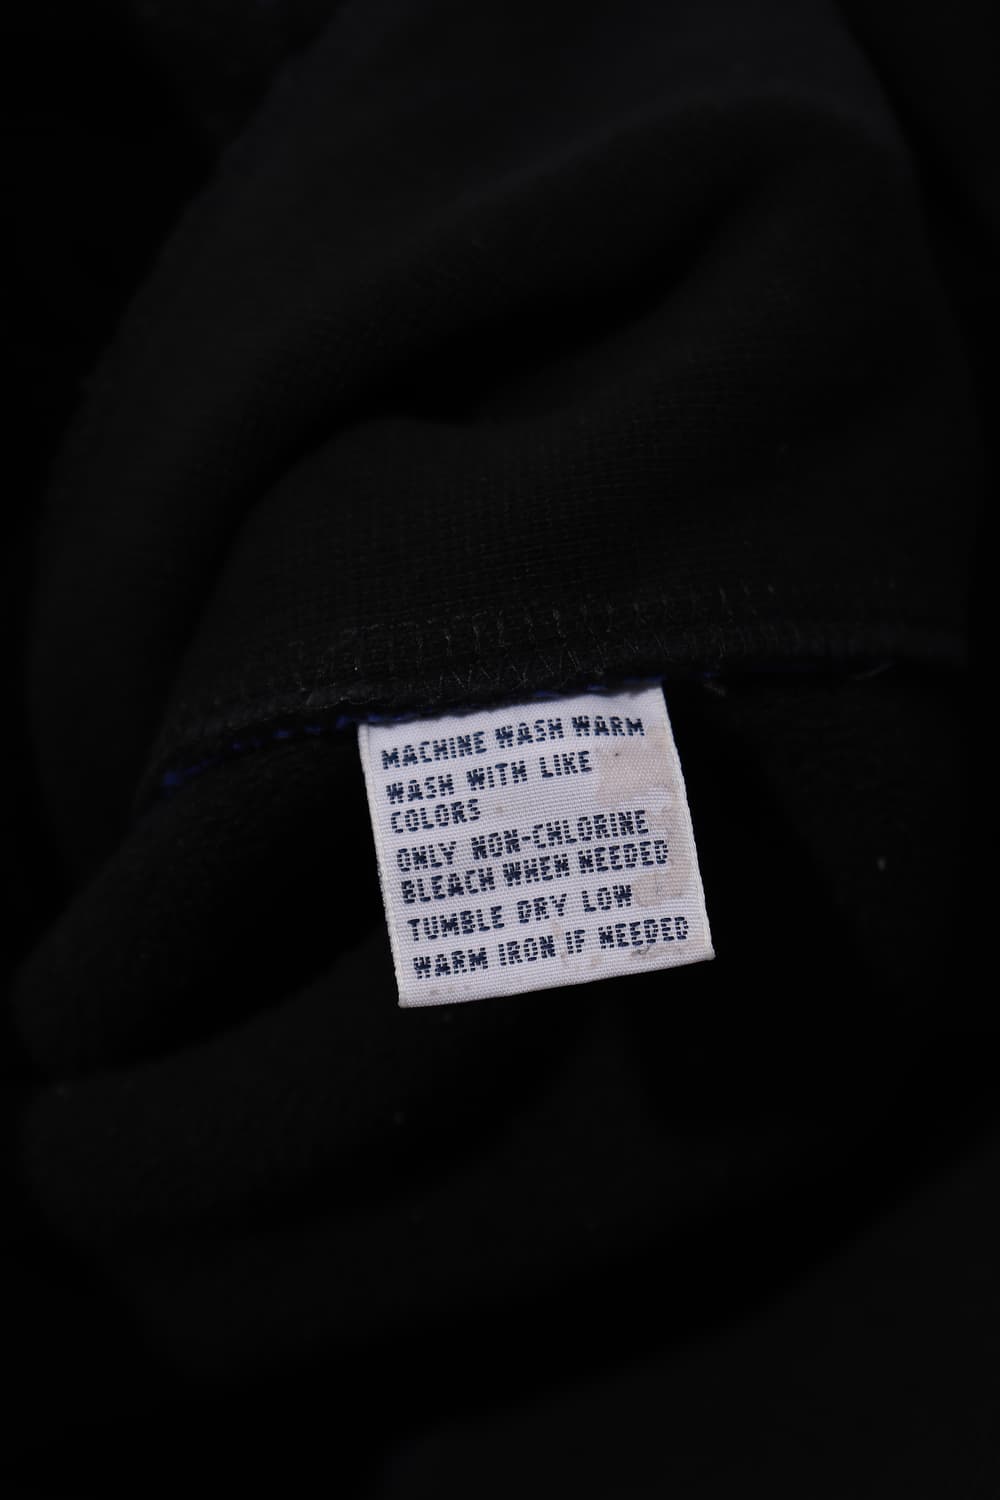 MACHINE WASH WARM
WASH WITH LIKE
COLORS
ONLY NON-CHLORINE
BLEACH WHEN NEEDED
TUMBLE DRY LOW
WARM IRON IF NEEDED